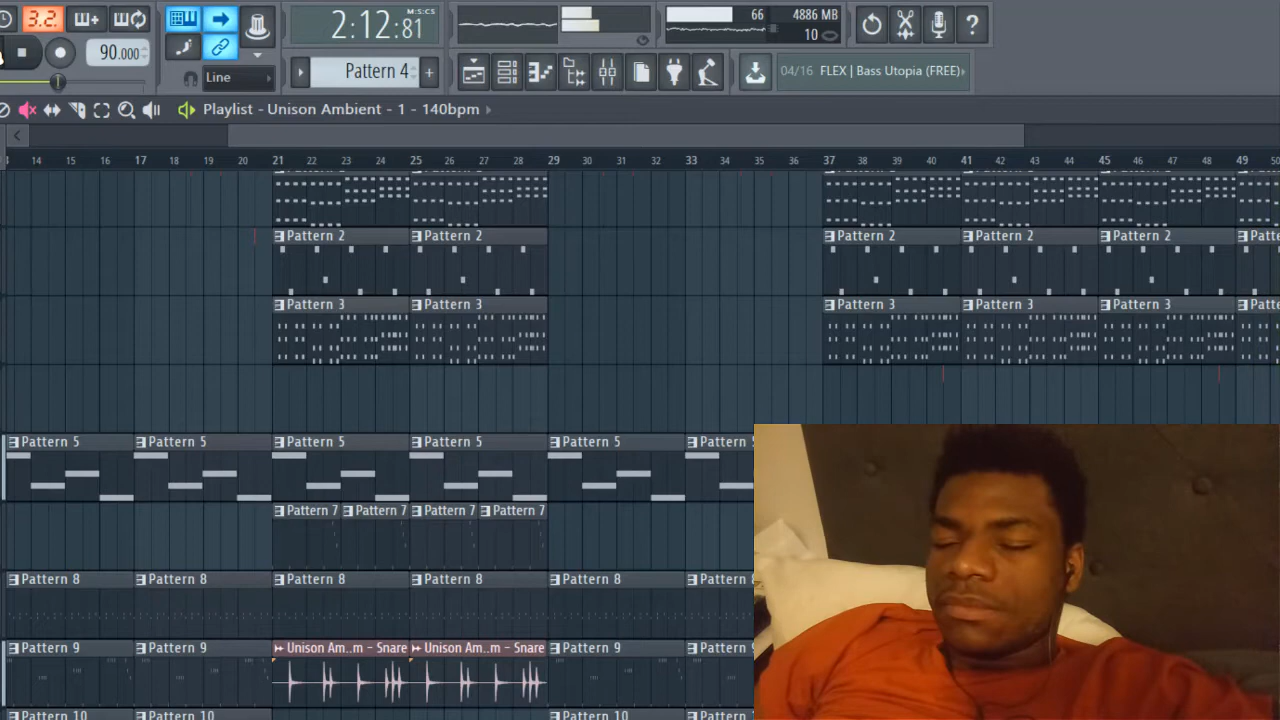 3.2
2:12:81
M:S:CS
66
4886 MB
10
90.000
Line
Pattern 4
04/16 FLEX | Bass Utopia (FREE)
Playlist - Unison Ambient - 1 - 140bpm
14 15 16 17 18 19 20 21 22 23 24 25 26 27 28 29 30 31 32 33 34 35 36 37 38 39 40 41 42 43 44 45 46 47 48 49 50
Pattern 2 Pattern 2 Pattern 2 Pattern 2 Pattern 2 Patte
Pattern 3 Pattern 3 Pattern 3 Pattern 3 Pattern 3 Patte
Pattern 5 Pattern 5 Pattern 5 Pattern 5 Pattern 5 Pattern 5
Pattern 7 Pattern 7 Pattern 7 Pattern 7
Pattern 8 Pattern 8 Pattern 8 Pattern 8 Pattern 8 Pattern 8
Pattern 9 Pattern 9 Unison Am..m - Snare Unison Am..m - Snare Pattern 9 Pattern 9
Pattern 10 Pattern 10 Pattern 10